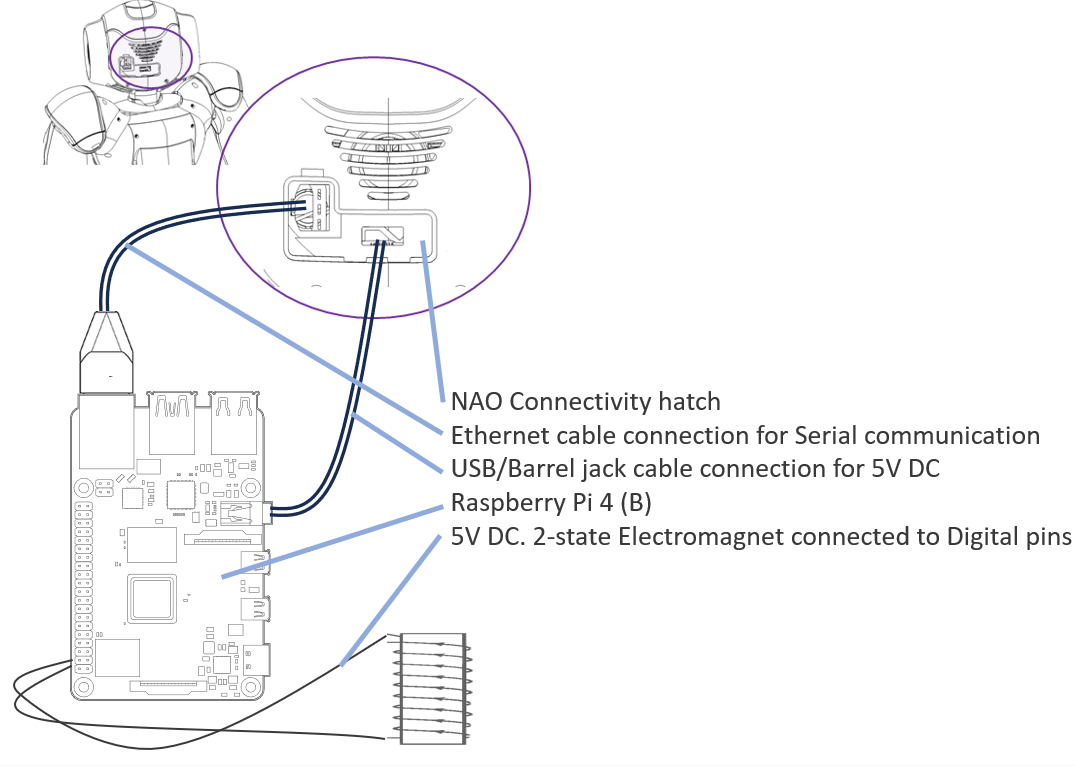 NAO Connectivity hatch
Ethernet cable connection for Serial communication
USB/Barrel jack cable connection for 5V DC
Raspberry Pi 4 (B)
5V DC. 2-state Electromagnet connected to Digital pins